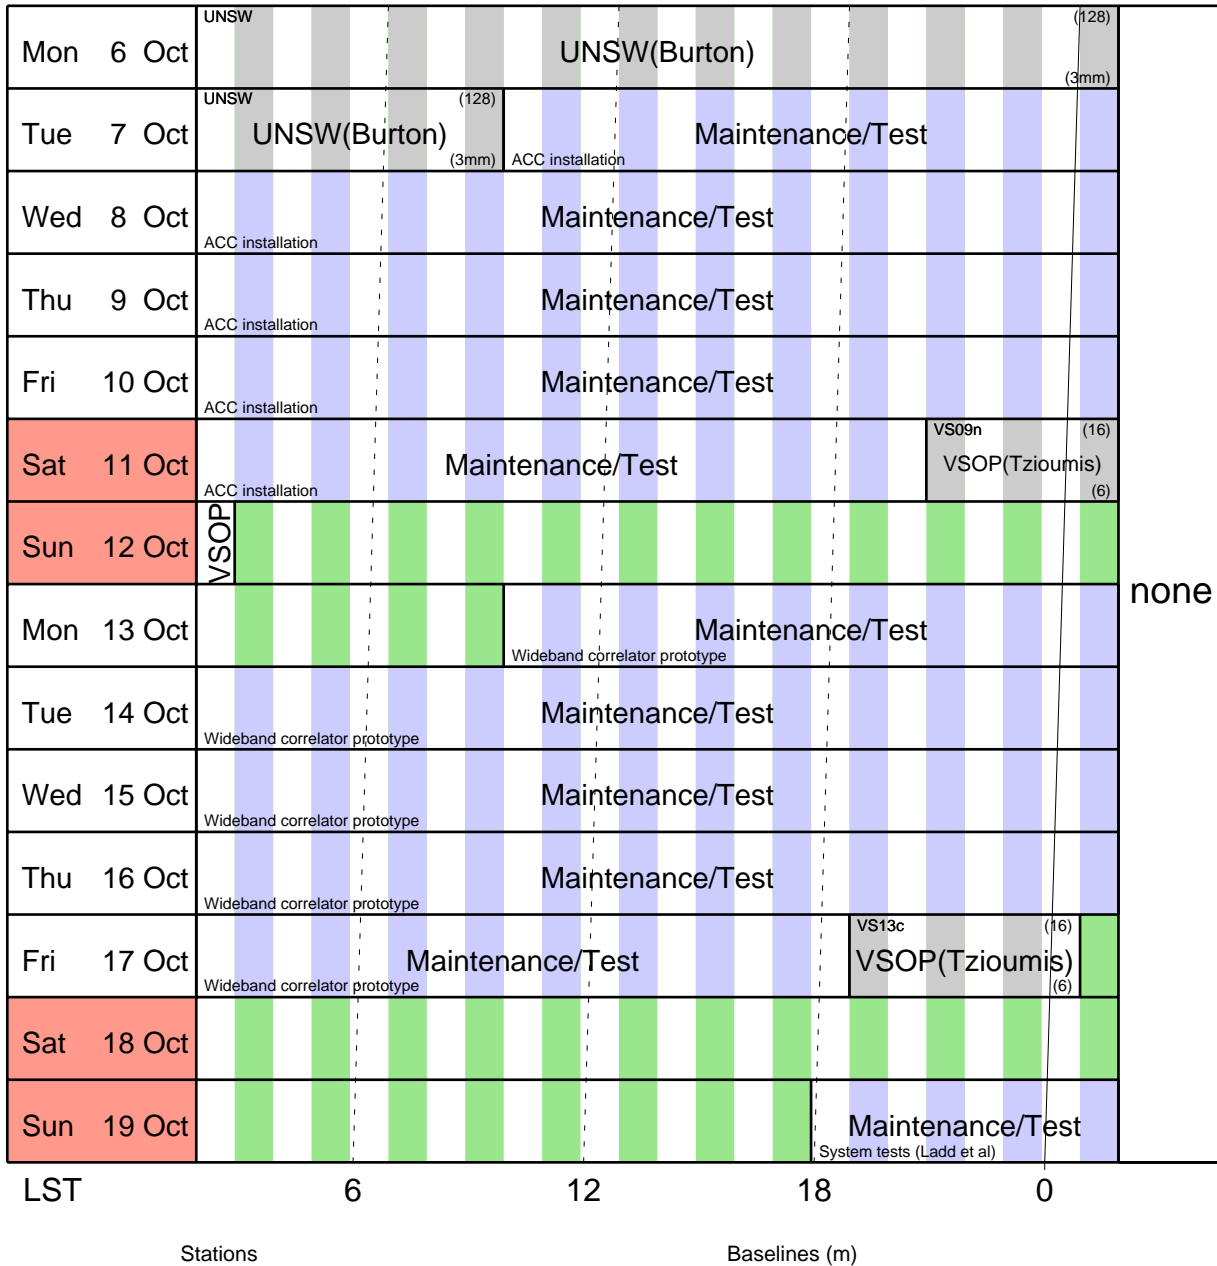 UNSW (128)
Mon 6 Oct UNSW(Burton)
(3mm)
UNSW (128)
Tue 7 Oct UNSW(Burton) Maintenance/Test
(3mm) ACC installation
Wed 8 Oct Maintenance/Test
ACC installation
Thu 9 Oct Maintenance/Test
ACC installation
Fri 10 Oct Maintenance/Test
ACC installation
VS09n (16)
Sat 11 Oct Maintenance/Test VSOP(Tzioumis)
ACC installation (6)
Sun 12 Oct VSOP
none
Mon 13 Oct Maintenance/Test
Wideband correlator prototype
Tue 14 Oct Maintenance/Test
Wideband correlator prototype
Wed 15 Oct Maintenance/Test
Wideband correlator prototype
Thu 16 Oct Maintenance/Test
Wideband correlator prototype
VS13c (16)
Fri 17 Oct Maintenance/Test VSOP(Tzioumis)
Wideband correlator prototype (6)
Sat 18 Oct
Sun 19 Oct Maintenance/Test
System tests (Ladd et al)
LST 6 12 18 0
Stations Baselines (m)